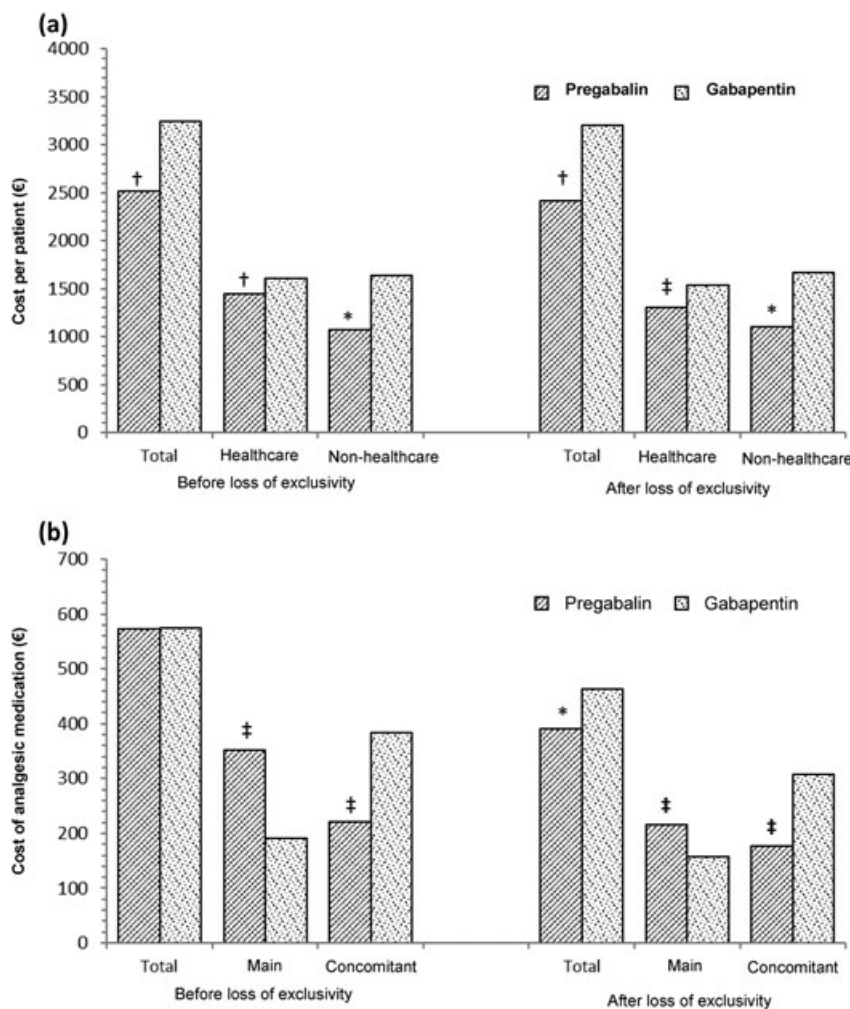 (a)
Cost per patient (€)
4000
3500
3000
2500
2000
1500
1000
500
0
Pregabalin Gabapentin
† † * † ‡ *
Total Healthcare Non-healthcare Total Healthcare Non-healthcare
Before loss of exclusivity After loss of exclusivity
(b)
Cost of analgesic medication (€)
700
600
500
400
300
200
100
0
Pregabalin Gabapentin
‡ ‡ * ‡ ‡
Total Main Concomitant Total Main Concomitant
Before loss of exclusivity After loss of exclusivity